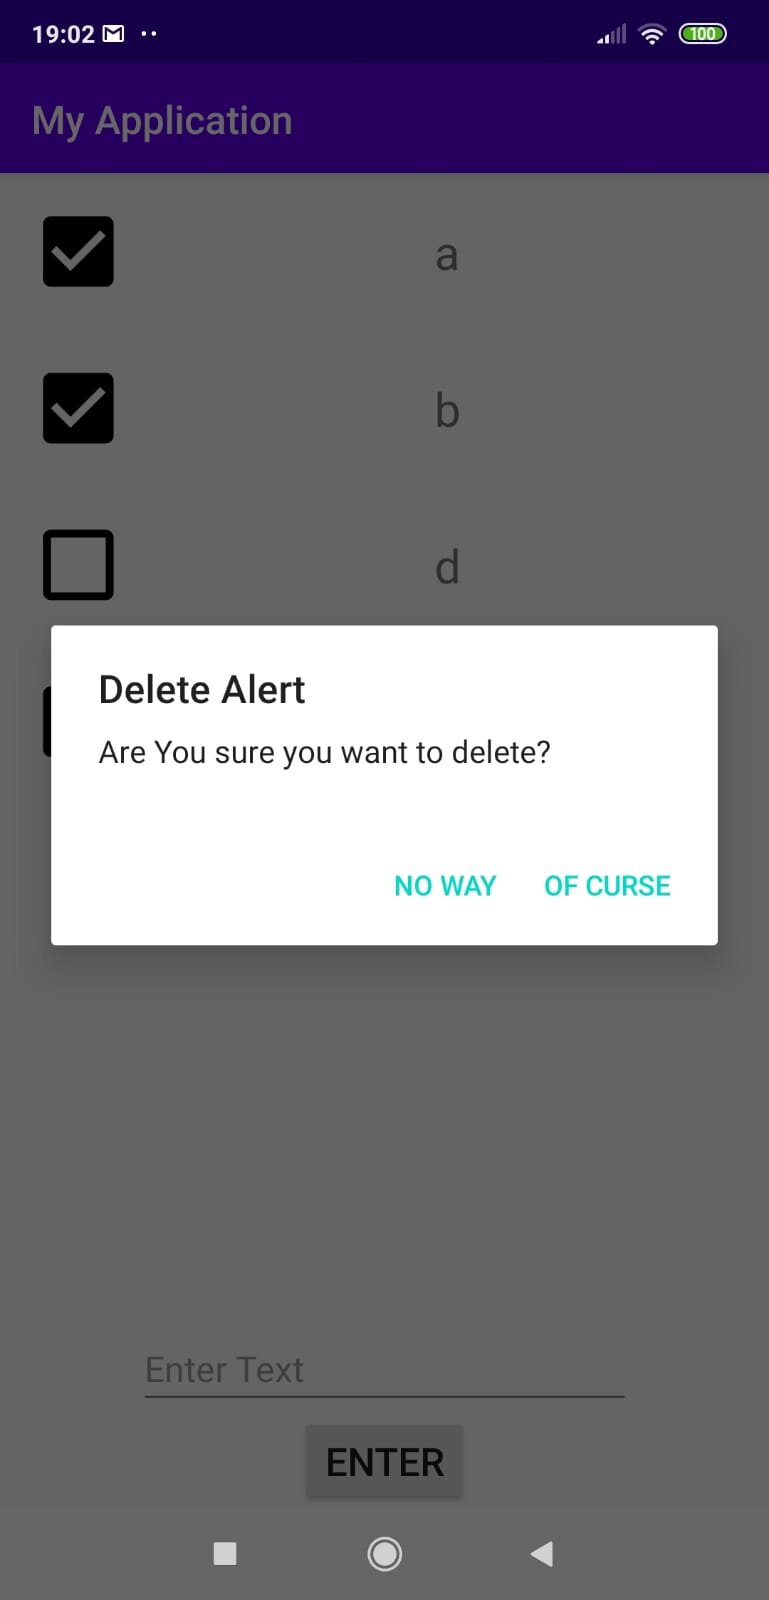 19:02
100
My Application
a
b
d
Delete Alert
Are You sure you want to delete?
NO WAY OF CURSE
Enter Text
ENTER